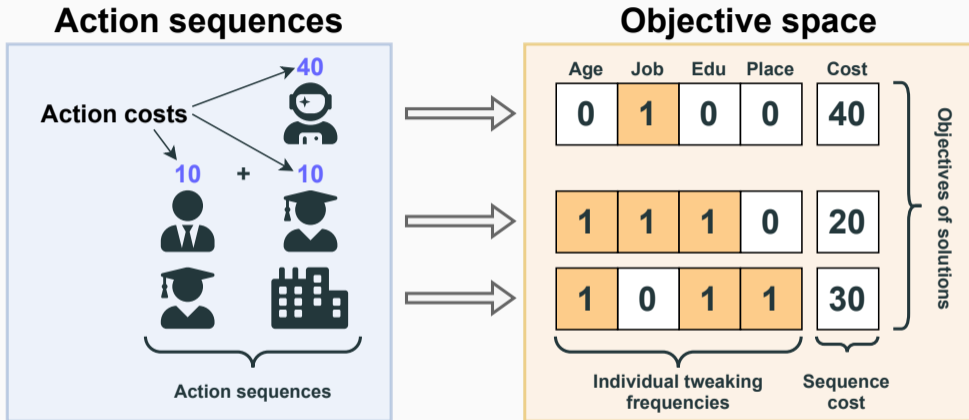 Action sequences
Objective space
40
Age Job Edu Place Cost
Action costs
0 1 0 0 40
10 + 10
1 1 1 0 20
1 0 1 1 30
Objectives of solutions
Action sequences
Individual tweaking
frequencies
Sequence
cost